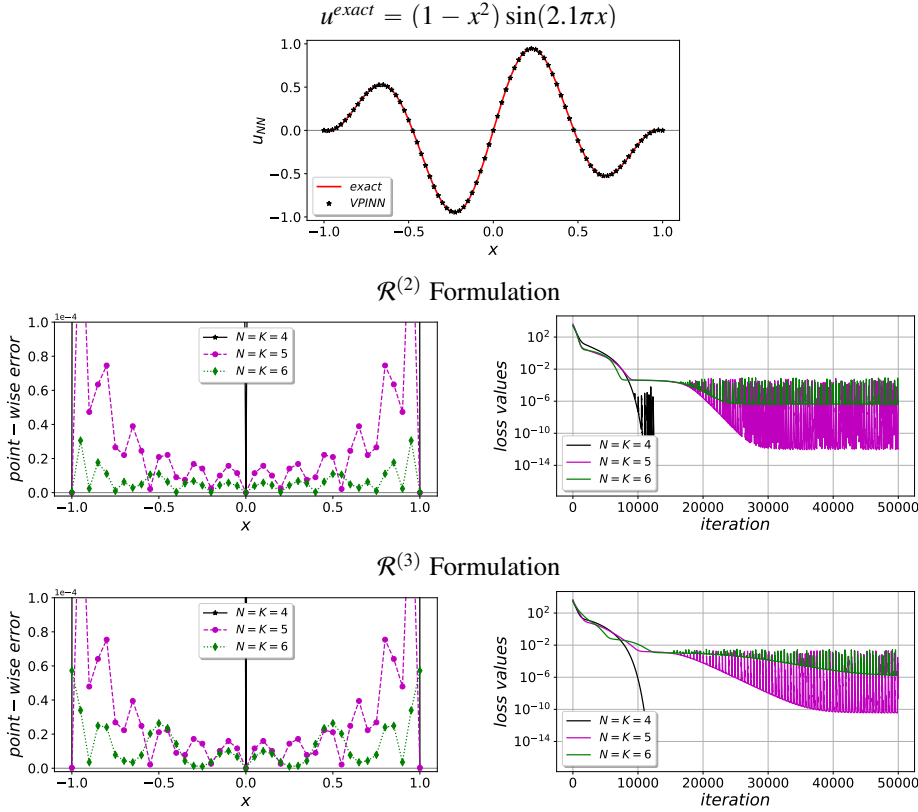 u^{exact} = (1 − x^2) sin(2.1πx)
1.0
0.5
0.0
−0.5
−1.0
u_{NN}
exact
VPINN
−1.0 −0.5 0.0 0.5 1.0
x
ℛ^{(2)} Formulation
1e−4
1.0
0.8
0.6
0.4
0.2
0.0
point − wise error
N = K = 4
N = K = 5
N = K = 6
−1.0 −0.5 0.0 0.5 1.0
x
10^2
10^{−2}
10^{−6}
10^{−10}
10^{−14}
loss values
N = K = 4
N = K = 5
N = K = 6
0 10000 20000 30000 40000 50000
iteration
ℛ^{(3)} Formulation
1e−4
1.0
0.8
0.6
0.4
0.2
0.0
point − wise error
N = K = 4
N = K = 5
N = K = 6
−1.0 −0.5 0.0 0.5 1.0
x
10^2
10^{−2}
10^{−6}
10^{−10}
10^{−14}
loss values
N = K = 4
N = K = 5
N = K = 6
0 10000 20000 30000 40000 50000
iteration